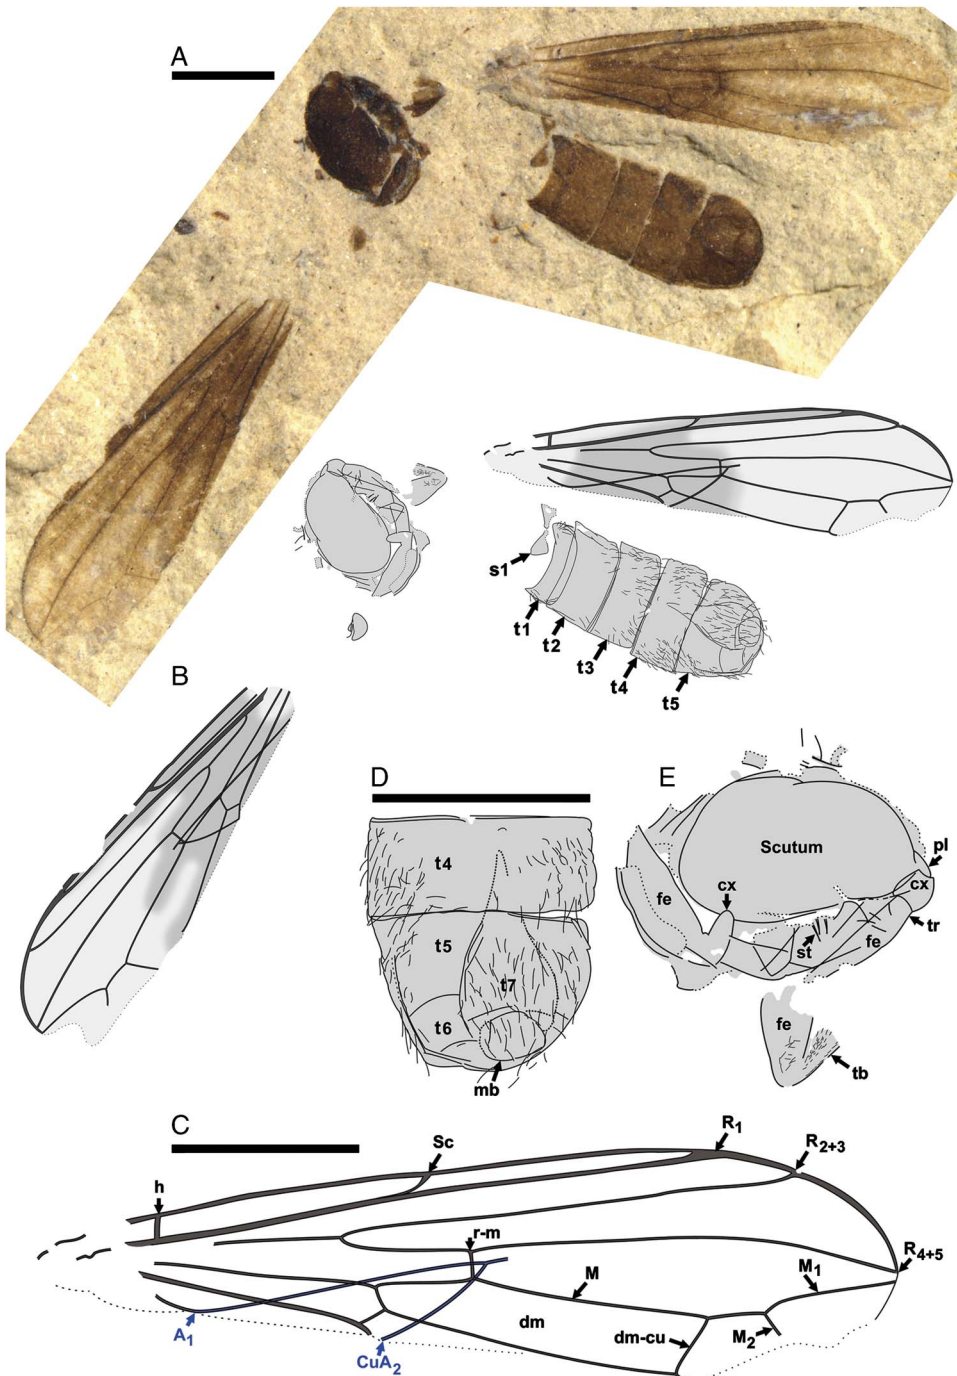 A
s1
t1
t2
t3
t4
t5
B
D
E
t4
t5
t7
t6
mb
Scutum
pl
fe
cx
cx
st
fe
tr
fe
tb
C
Sc
R1
R2+3
h
r-m
R4+5
M1
M
dm
dm-cu
M2
A1
CuA2